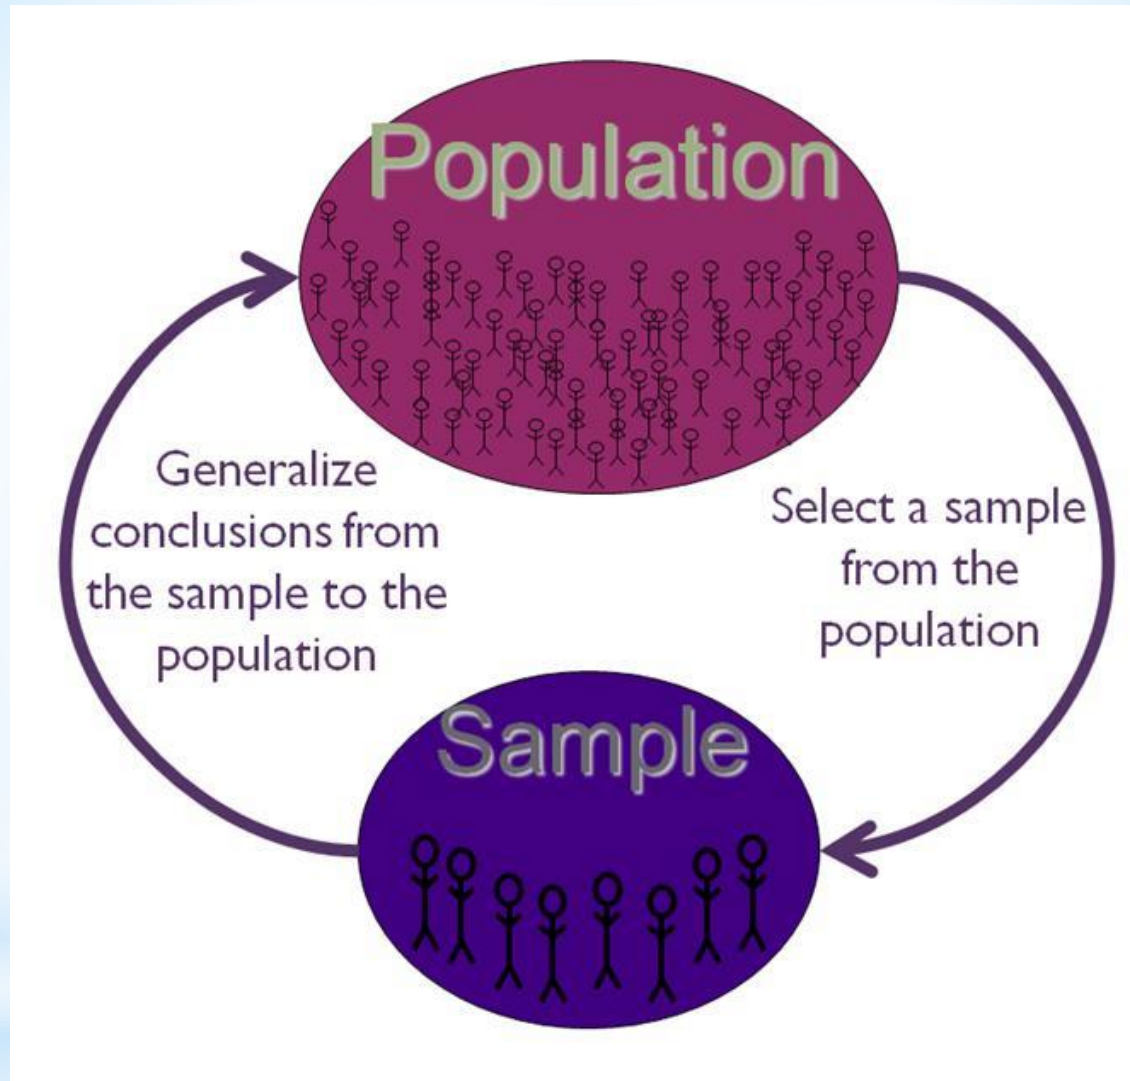 Population
Generalize
conclusions from
the sample to the
population
Select a sample
from the
population
Sample